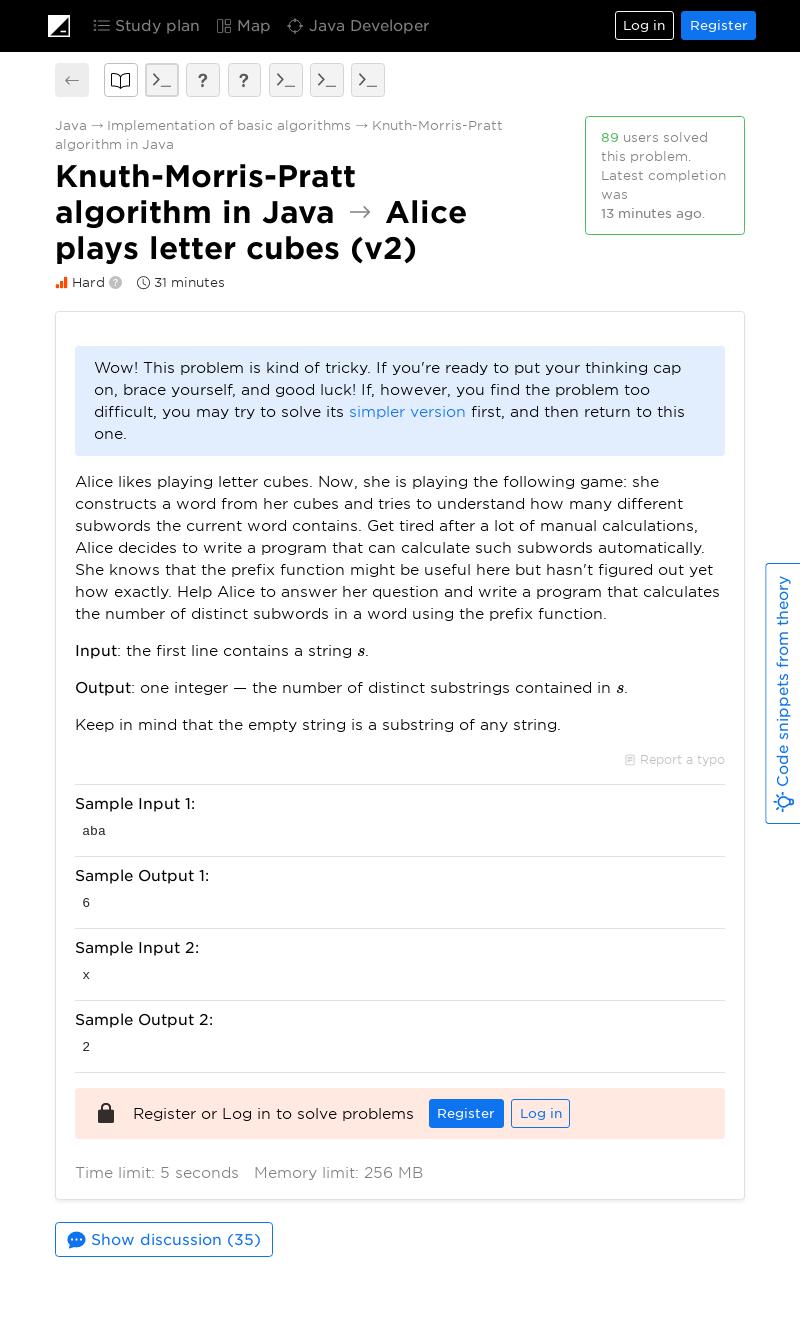 Study plan Map Java Developer Log in Register
? ?
Java → Implementation of basic algorithms → Knuth-Morris-Pratt
algorithm in Java
Knuth-Morris-Pratt
algorithm in Java → Alice
plays letter cubes (v2)
Hard ? 31 minutes
89 users solved
this problem.
Latest completion
was
13 minutes ago.
Wow! This problem is kind of tricky. If you're ready to put your thinking cap
on, brace yourself, and good luck! If, however, you find the problem too
difficult, you may try to solve its simpler version first, and then return to this
one.
Alice likes playing letter cubes. Now, she is playing the following game: she
constructs a word from her cubes and tries to understand how many different
subwords the current word contains. Get tired after a lot of manual calculations,
Alice decides to write a program that can calculate such subwords automatically.
She knows that the prefix function might be useful here but hasn't figured out yet
how exactly. Help Alice to answer her question and write a program that calculates
the number of distinct subwords in a word using the prefix function.
Input: the first line contains a string s.
Output: one integer — the number of distinct substrings contained in s.
Keep in mind that the empty string is a substring of any string.
Report a typo
Sample Input 1:
aba
Sample Output 1:
6
Sample Input 2:
x
Sample Output 2:
2
Register or Log in to solve problems Register Log in
Time limit: 5 seconds Memory limit: 256 MB
Show discussion (35)
Code snippets from theory